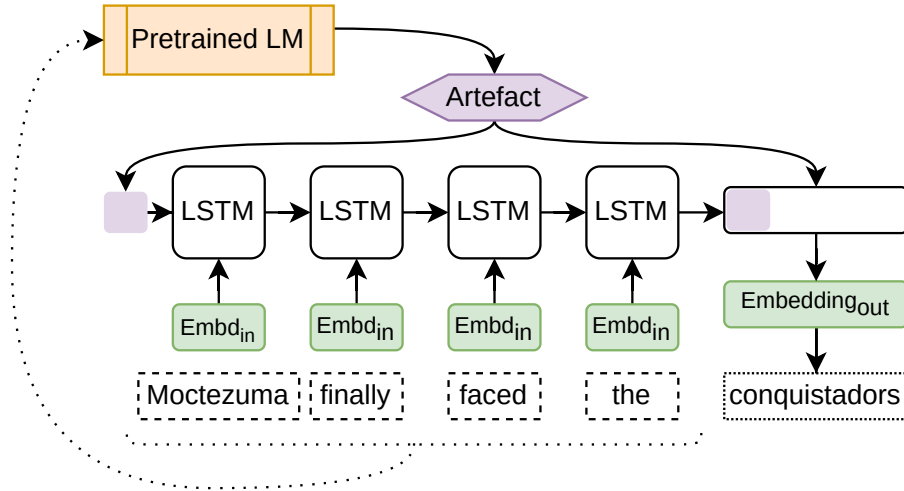 Pretrained LM
Artefact
LSTM LSTM LSTM LSTM
Embd_in Embd_in Embd_in Embd_in
Embedding_out
Moctezuma finally faced the conquistadors